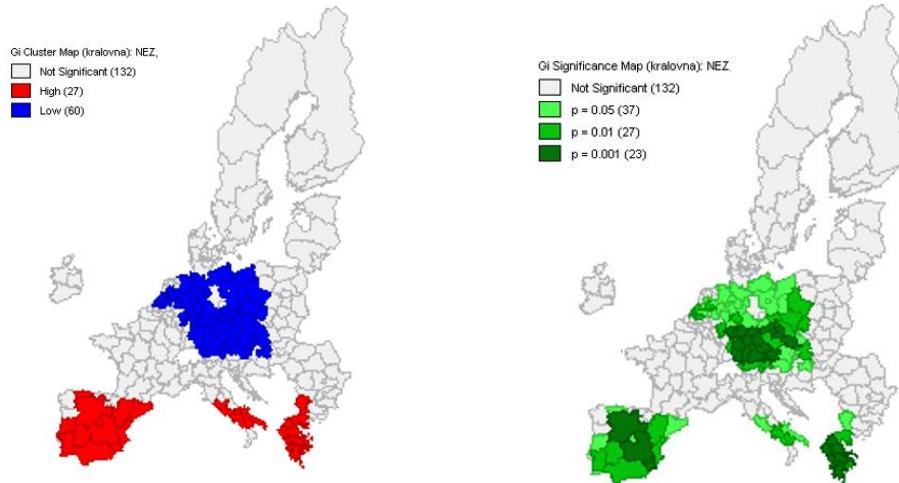 Gi Cluster Map (kralovna): NEZ,
Not Significant (132)
High (27)
Low (60)
Gi Significance Map (kralovna): NEZ
Not Significant (132)
p = 0.05 (37)
p = 0.01 (27)
p = 0.001 (23)